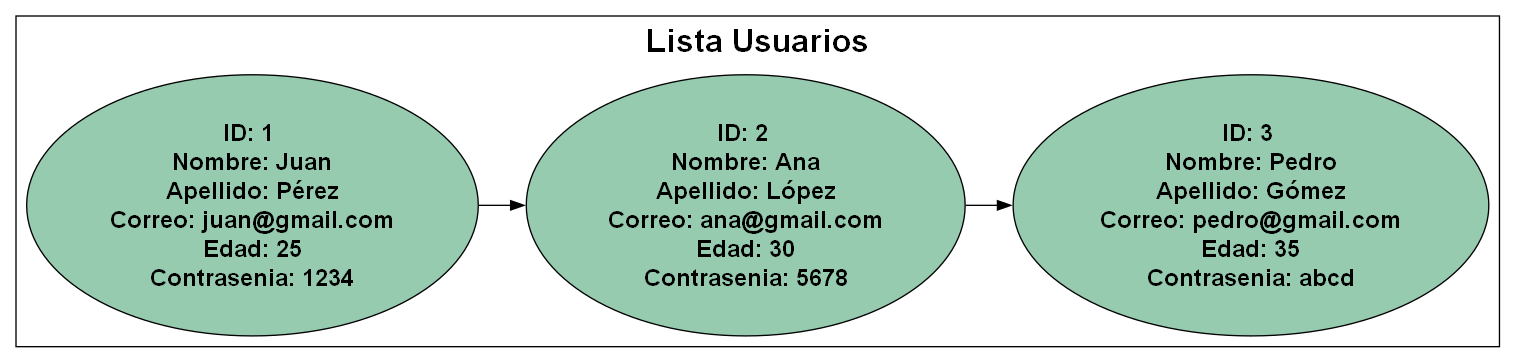 Lista Usuarios
ID: 1
Nombre: Juan
Apellido: Pérez
Correo: juan@gmail.com
Edad: 25
Contrasenia: 1234
ID: 2
Nombre: Ana
Apellido: López
Correo: ana@gmail.com
Edad: 30
Contrasenia: 5678
ID: 3
Nombre: Pedro
Apellido: Gómez
Correo: pedro@gmail.com
Edad: 35
Contrasenia: abcd